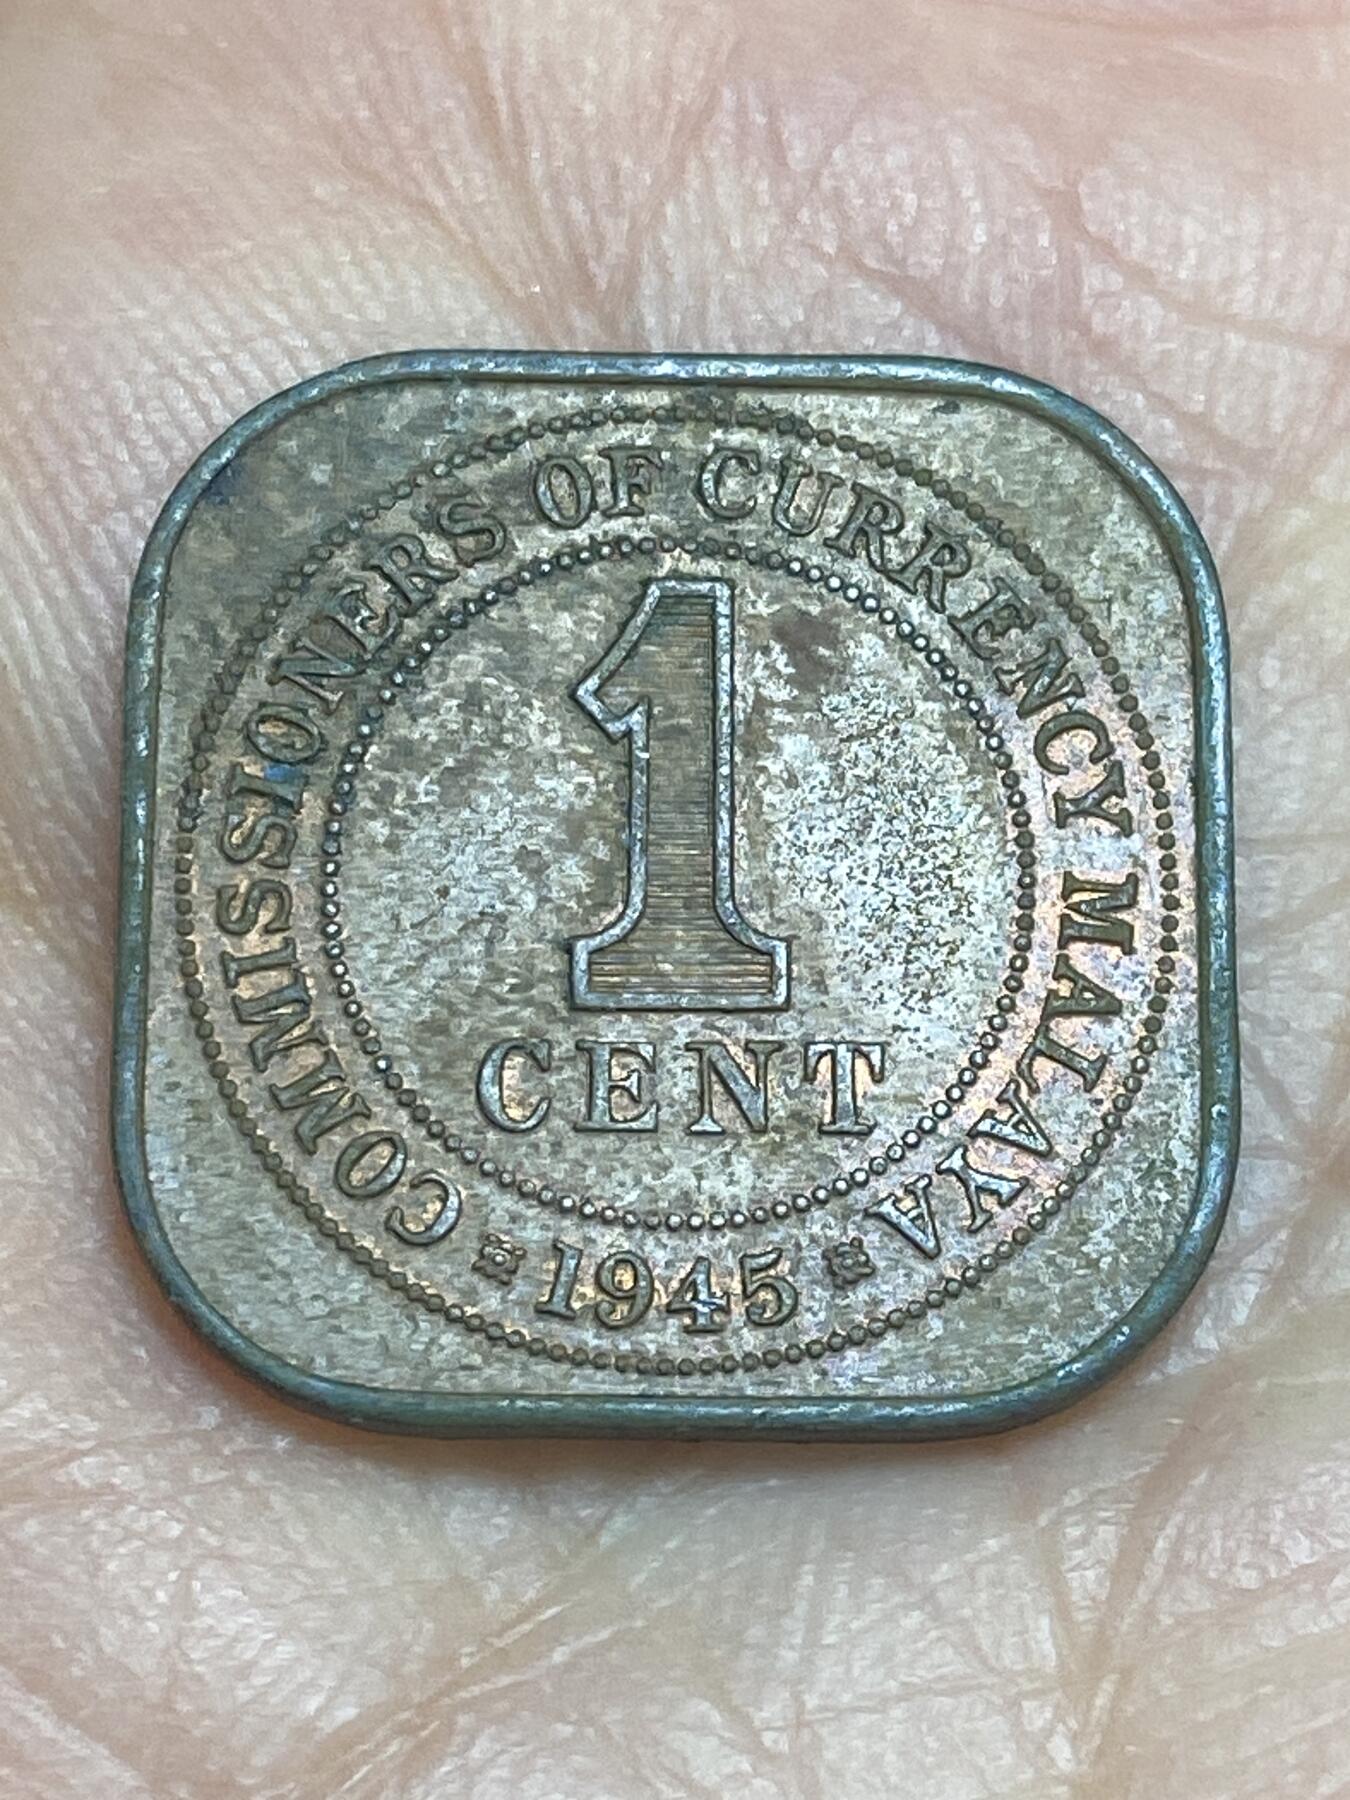 COMMISSIONERS OF CURRENCY MALAYA
1
CENT
1945